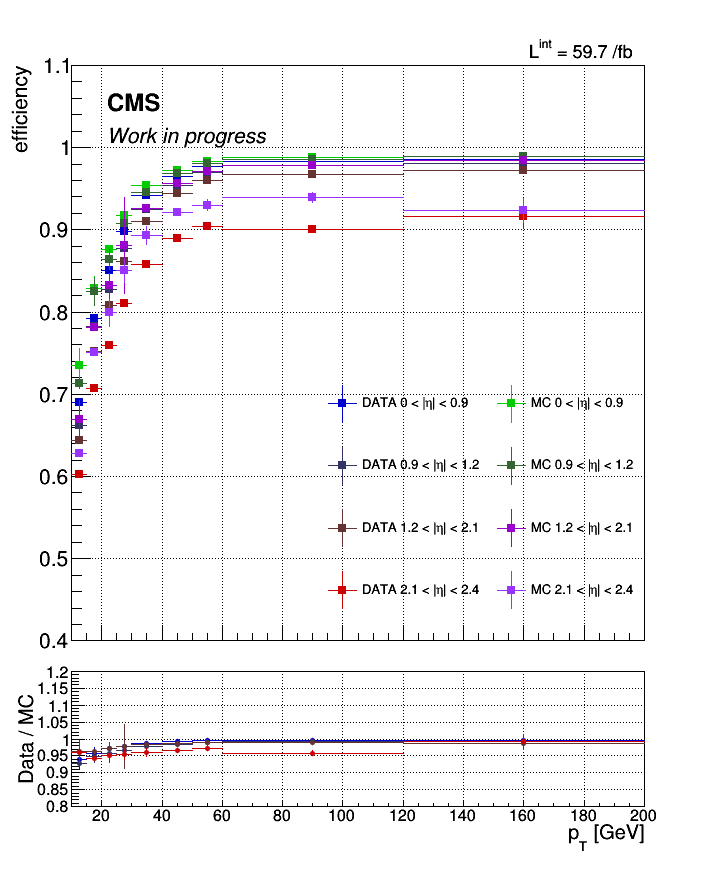 L^int = 59.7 /fb
efficiency
1.1
CMS
Work in progress
1
0.9
0.8
0.7
DATA 0 < |η| < 0.9
MC 0 < |η| < 0.9
DATA 0.9 < |η| < 1.2
MC 0.9 < |η| < 1.2
0.6
DATA 1.2 < |η| < 2.1
MC 1.2 < |η| < 2.1
0.5
DATA 2.1 < |η| < 2.4
MC 2.1 < |η| < 2.4
0.4
Data / MC
1.2
1.15
1.1
1.05
1
0.95
0.9
0.85
0.8
20 40 60 80 100 120 140 160 180 200
p_T [GeV]